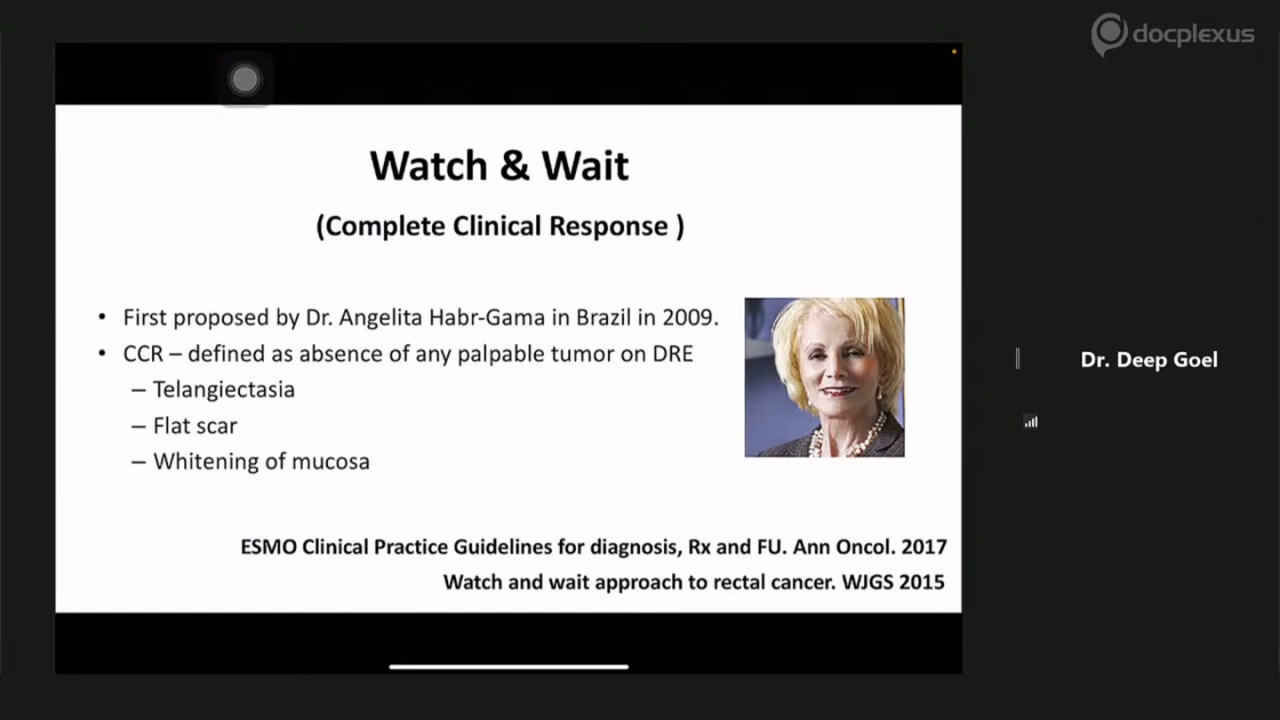 docplexus
Watch & Wait
(Complete Clinical Response )
• First proposed by Dr. Angelita Habr-Gama in Brazil in 2009.
• CCR – defined as absence of any palpable tumor on DRE
– Telangiectasia
– Flat scar
– Whitening of mucosa
Dr. Deep Goel
ESMO Clinical Practice Guidelines for diagnosis, Rx and FU. Ann Oncol. 2017
Watch and wait approach to rectal cancer. WJGS 2015